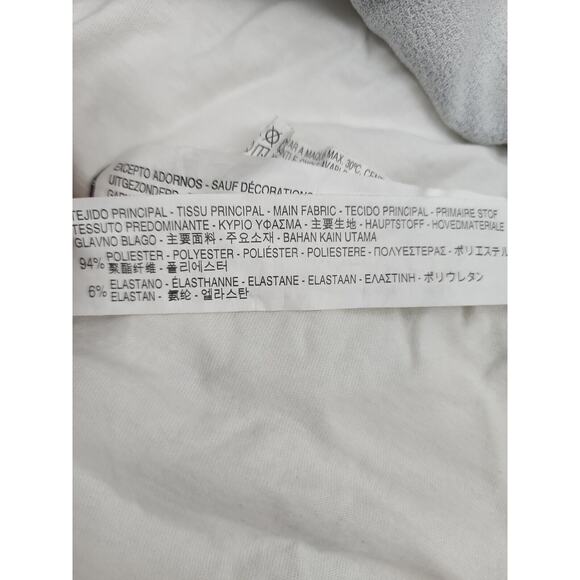 MAX. 30ºC,
EXCEPTO ADORNOS - SAUF DÉCORATIONS
UITGEZONDERD
TEJIDO PRINCIPAL - TISSU PRINCIPAL - MAIN FABRIC - TECIDO PRINCIPAL - PRIMAIRE STOF
TESSUTO PREDOMINANTE - ΚΥΡΙΟ ΥΦΑΣΜΑ - 主要生地 - HAUPTSTOFF - HOVEDMATERIALE
GLAVNO BLAGO - 主要面料 - 주요소재 - BAHAN KAIN UTAMA
94% POLIESTER - POLYESTER - POLIÉSTER - POLIESTERE - ΠΟΛΥΕΣΤΕΡΑΣ - ポリエステル
聚酯纤维 - 폴리에스터
6% ELASTANO - ÉLASTHANNE - ELASTANE - ELASTAAN - ΕΛΑΣΤΙΝΗ - ポリウレタン
ELASTAN - 氨纶 - 엘라스탄